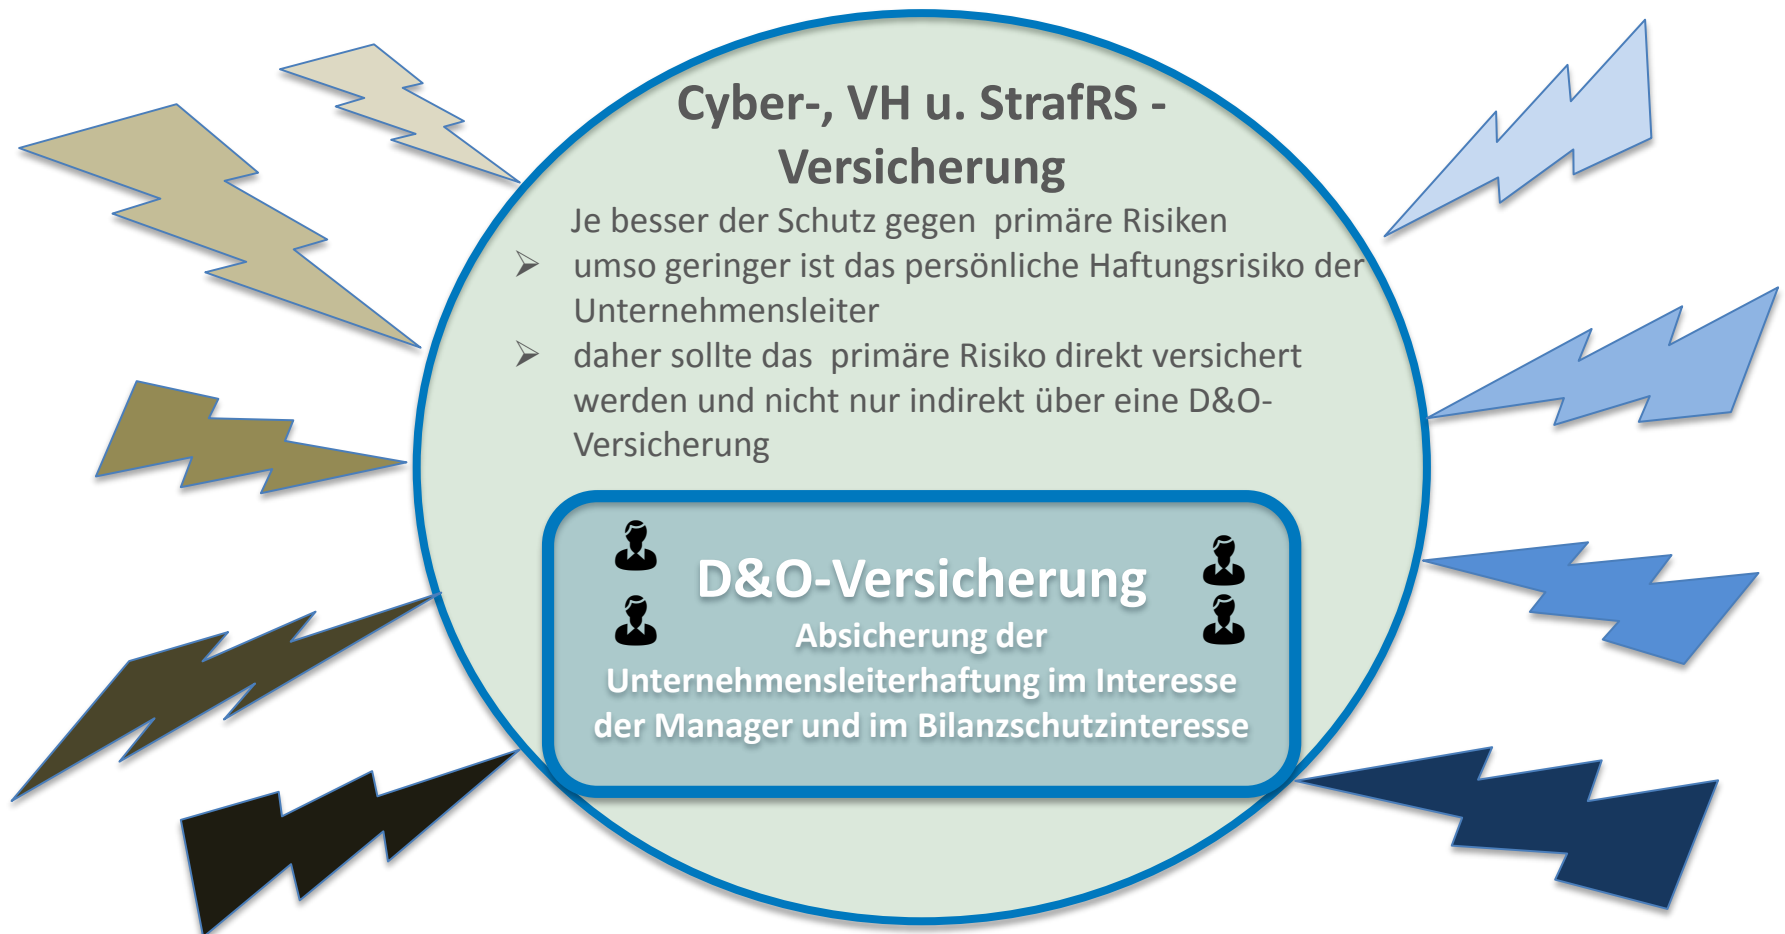 Cyber-, VH u. StrafRS -
Versicherung
Je besser der Schutz gegen  primäre Risiken
➢ umso geringer ist das persönliche Haftungsrisiko der
Unternehmensleiter
➢ daher sollte das  primäre Risiko direkt versichert
werden und nicht nur indirekt über eine D&O-
Versicherung
D&O-Versicherung
Absicherung der
Unternehmensleiterhaftung im Interesse
der Manager und im Bilanzschutzinteresse